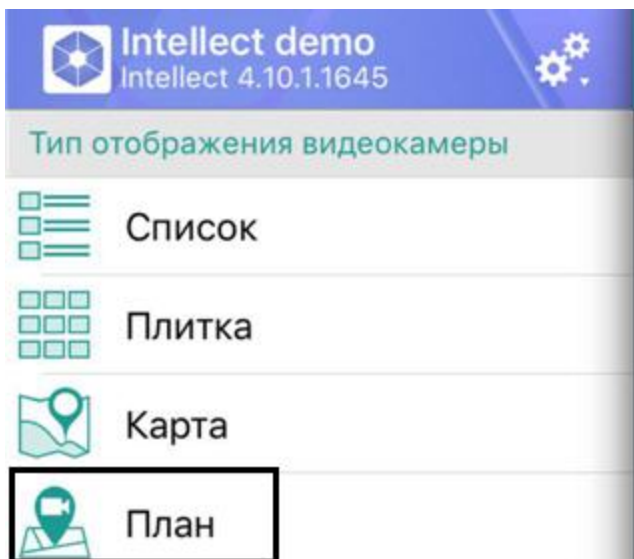 Intellect demo
Intellect 4.10.1.1645
Тип отображения видеокамеры
Список
Плитка
Карта
План